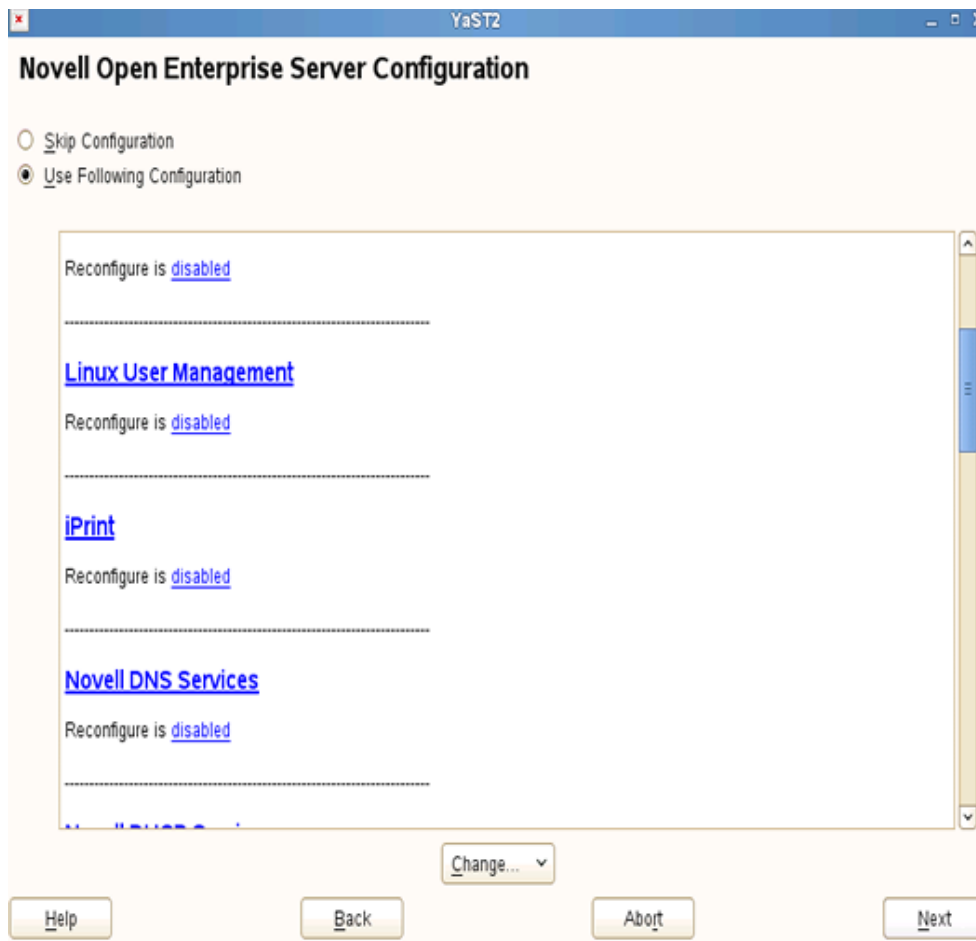 YaST2
Novell Open Enterprise Server Configuration
Skip Configuration
Use Following Configuration
Reconfigure is disabled
Linux User Management
Reconfigure is disabled
iPrint
Reconfigure is disabled
Novell DNS Services
Reconfigure is disabled
Change...
Help
Back
Abort
Next